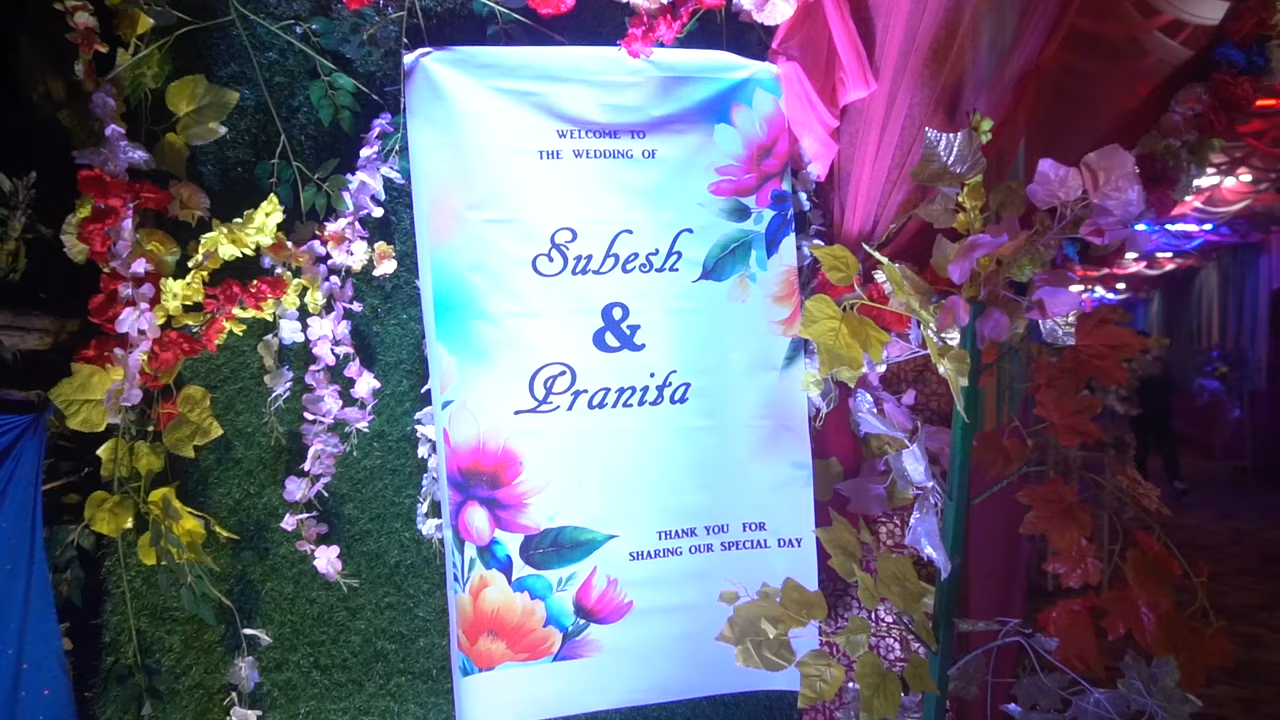 WELCOME TO
THE WEDDING OF
Subesh
&
Pranita
THANK YOU FOR
SHARING OUR SPECIAL DAY